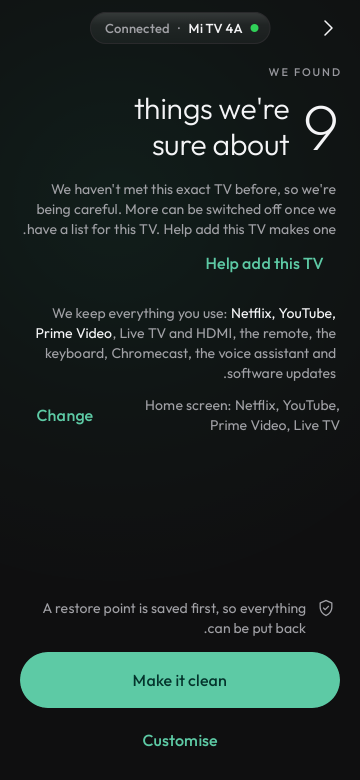 Connected · Mi TV 4A
WE FOUND
9
things we're
sure about
We haven't met this exact TV before, so we're
being careful. More can be switched off once we
.have a list for this TV. Help add this TV makes one
Help add this TV
We keep everything you use: Netflix, YouTube,
Prime Video, Live TV and HDMI, the remote, the
keyboard, Chromecast, the voice assistant and
.software updates
Home screen: Netflix, YouTube,
Prime Video, Live TV
Change
A restore point is saved first, so everything
.can be put back
Make it clean
Customise